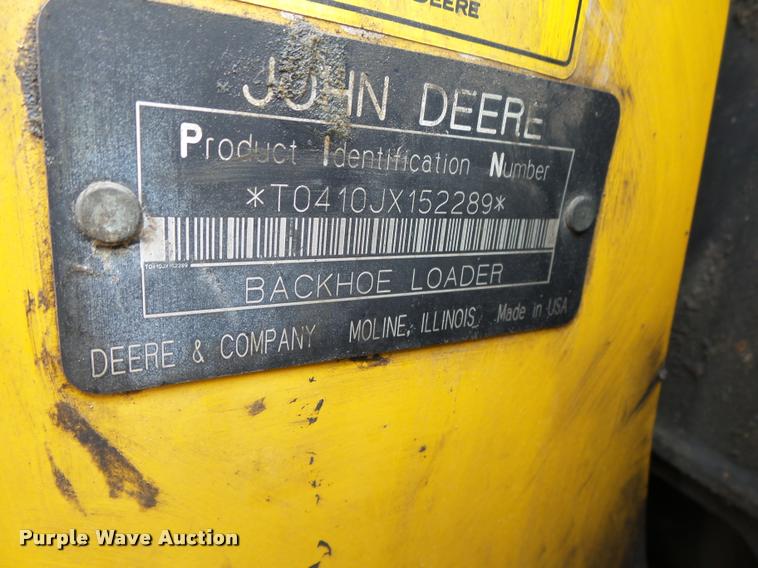 DEERE
JOHN DEERE
Product Identification Number
*T0410JX152289*
T0410JX152289
BACKHOE LOADER
DEERE & COMPANY MOLINE, ILLINOIS Made in USA
Purple Wave Auction